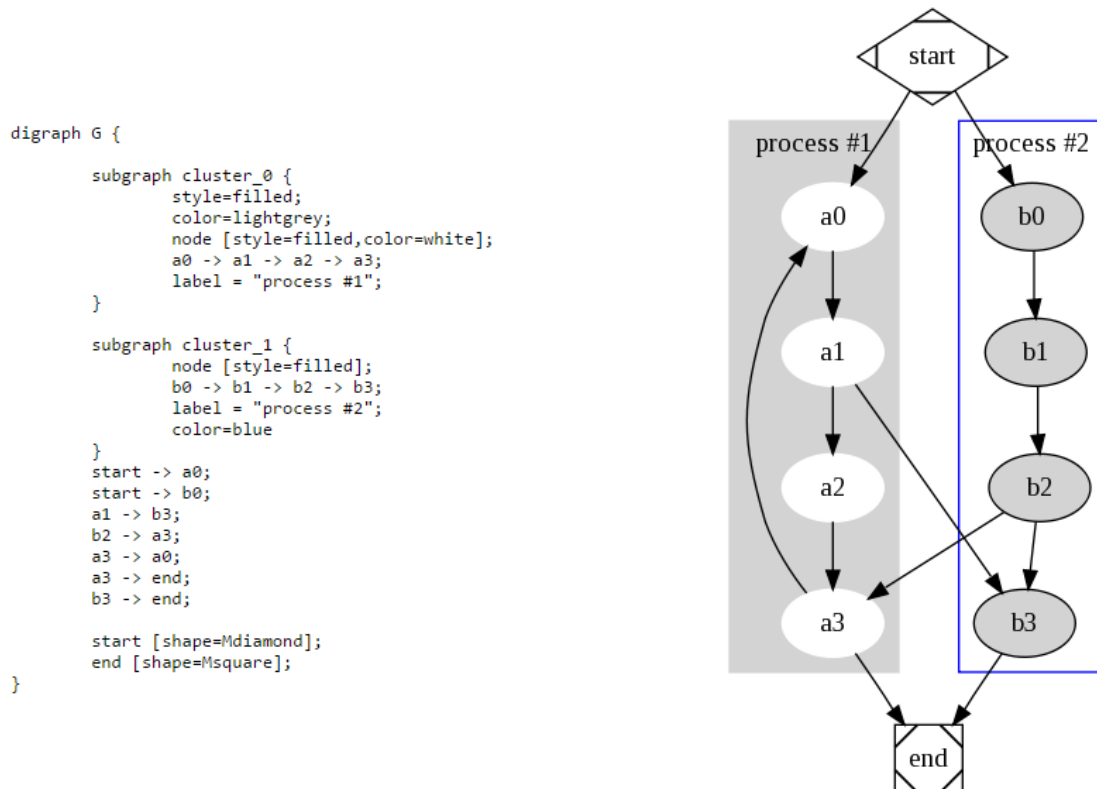 digraph G {
subgraph cluster_0 {
style=filled;
color=lightgrey;
node [style=filled,color=white];
a0 -> a1 -> a2 -> a3;
label = "process #1";
}
subgraph cluster_1 {
node [style=filled];
b0 -> b1 -> b2 -> b3;
label = "process #2";
color=blue
}
start -> a0;
start -> b0;
a1 -> b3;
b2 -> a3;
a3 -> a0;
a3 -> end;
b3 -> end;
start [shape=Mdiamond];
end [shape=Msquare];
}
start
process #1
process #2
a0
b0
a1
b1
a2
b2
a3
b3
end